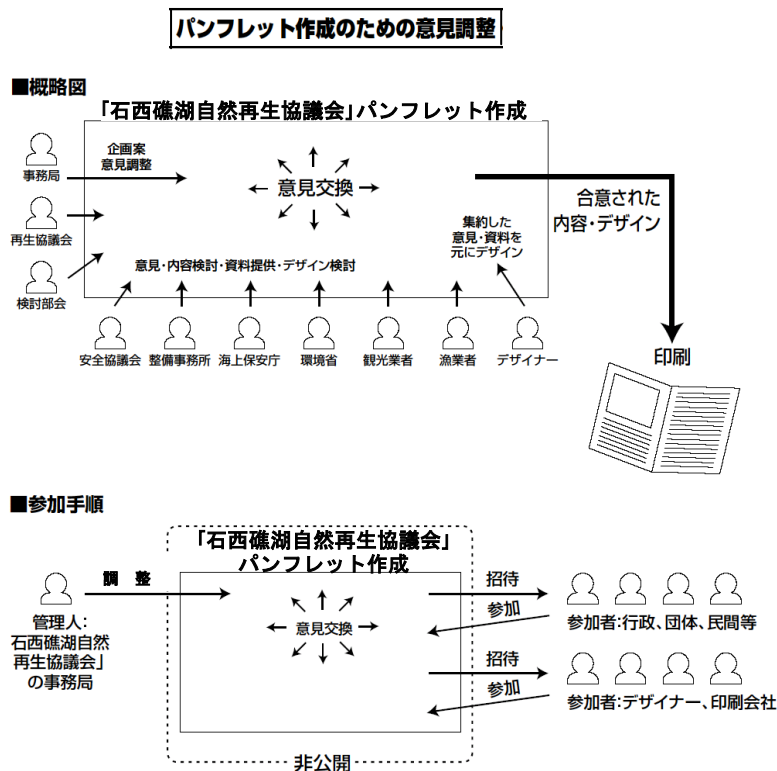 パンフレット作成のための意見調整
■概略図
「石西礁湖自然再生協議会」パンフレット作成
企画案
意見調整
事務局
再生協議会
検討部会
意見交換
集約した
意見・資料を
元にデザイン
意見・内容検討・資料提供・デザイン検討
安全協議会
整備事務所
海上保安庁
環境省
観光業者
漁業者
デザイナー
合意された
内容・デザイン
印刷
■参加手順
「石西礁湖自然再生協議会」
パンフレット作成
調 整
管理人:
石西礁湖自然
再生協議会」
の事務局
意見交換
招待
参加
参加者:行政、団体、民間等
招待
参加
参加者:デザイナー、印刷会社
非公開